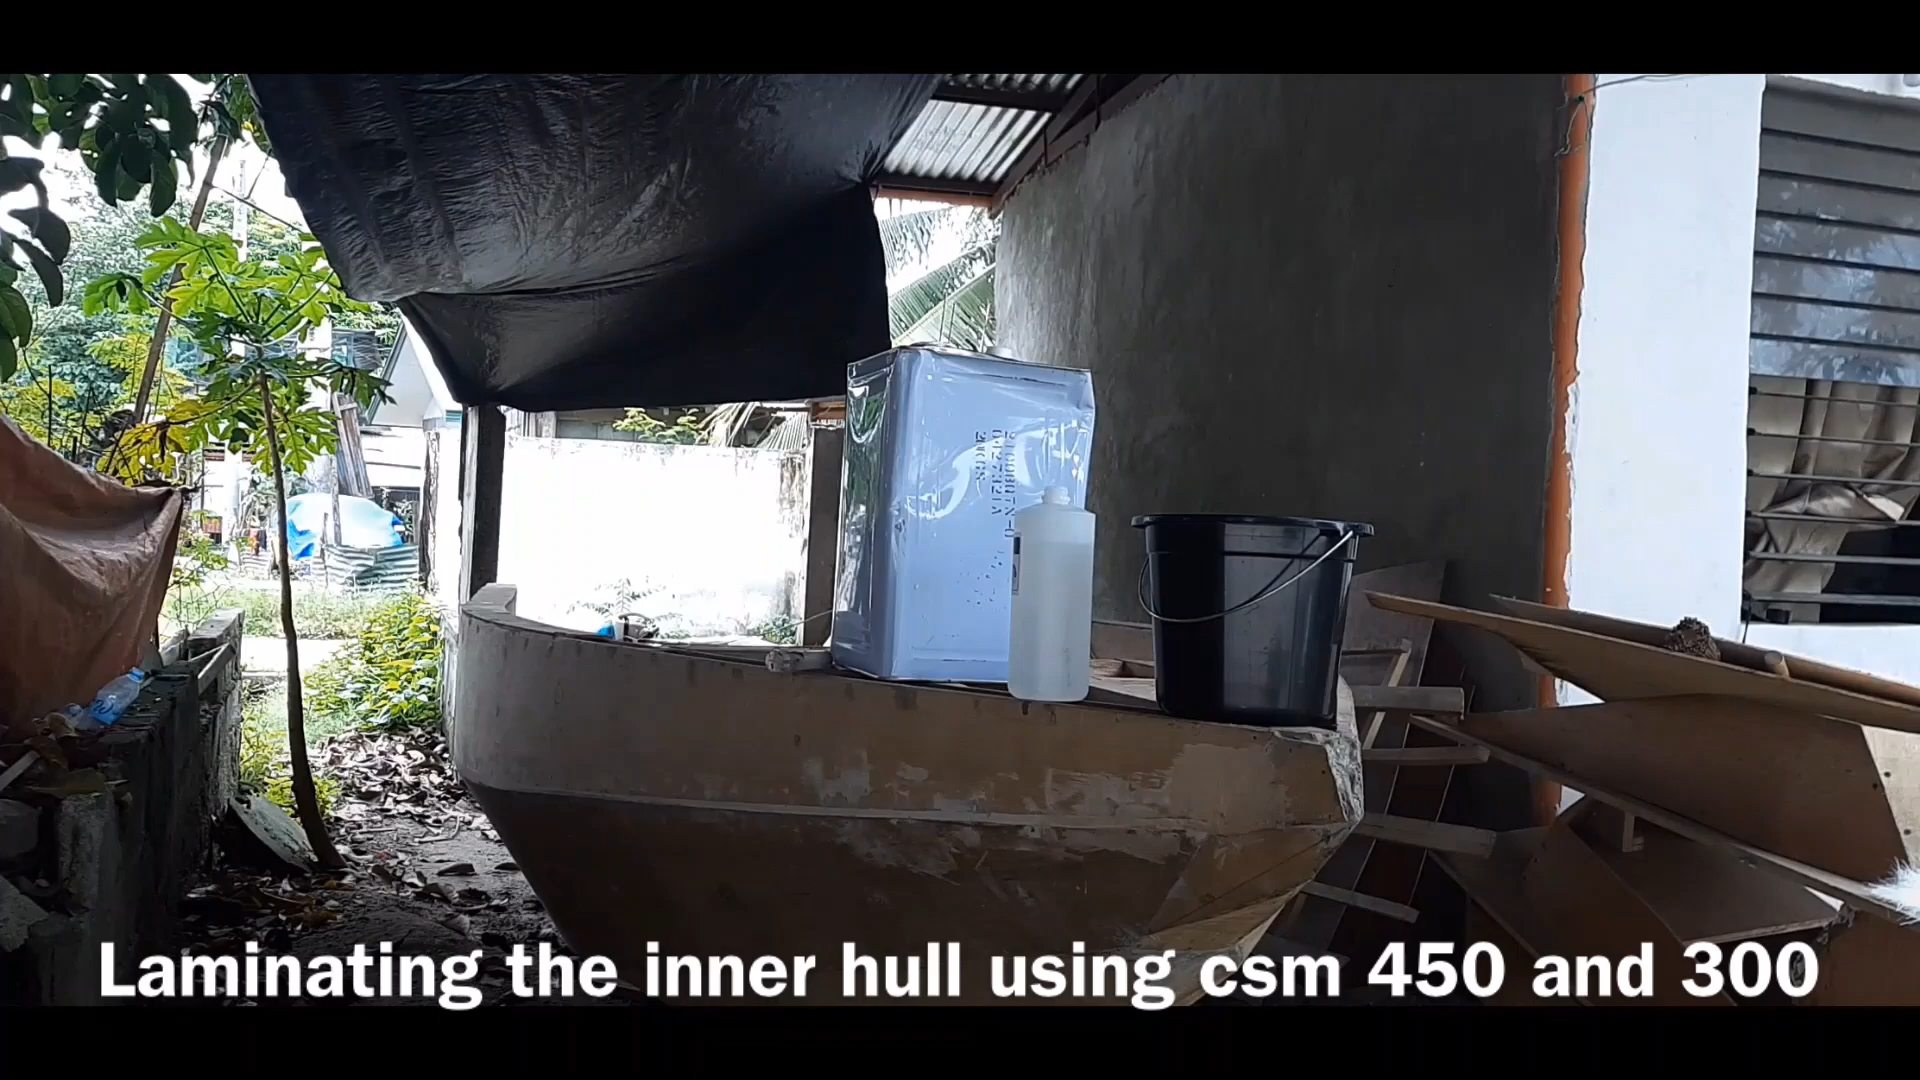 Laminating the inner hull using csm 450 and 300